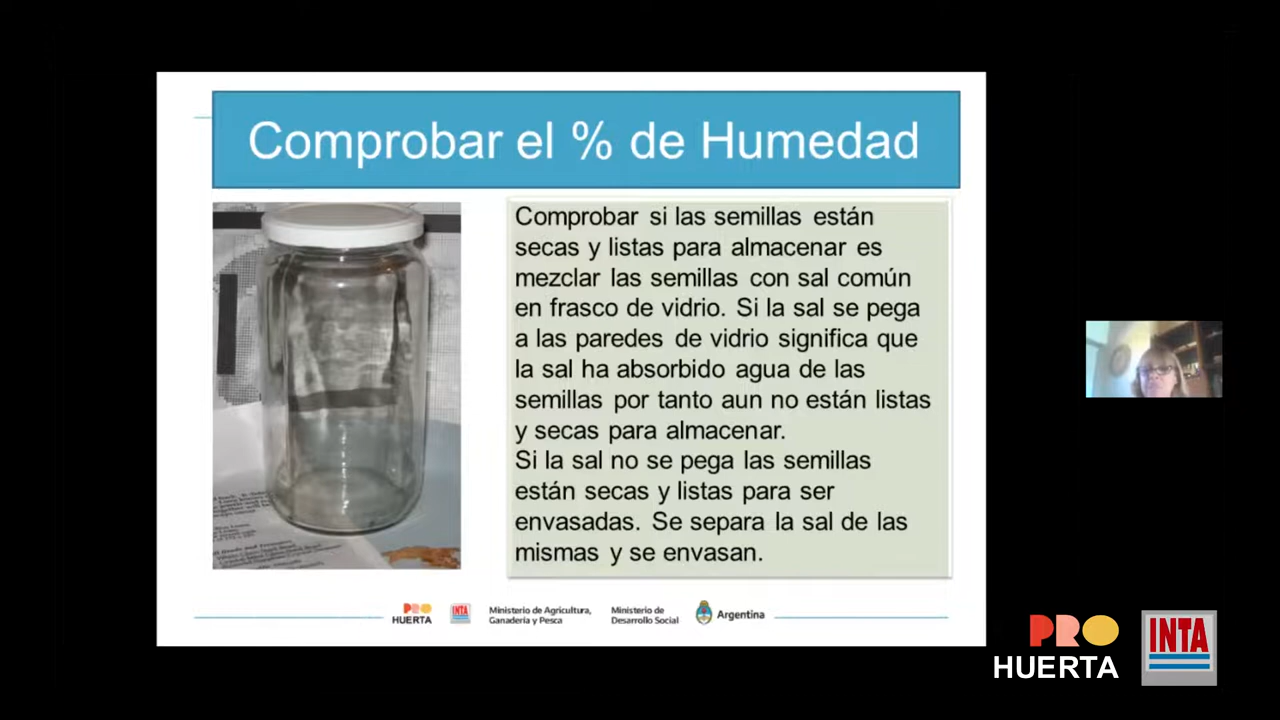 Comprobar el % de Humedad
Comprobar si las semillas están
secas y listas para almacenar es
mezclar las semillas con sal común
en frasco de vidrio. Si la sal se pega
a las paredes de vidrio significa que
la sal ha absorbido agua de las
semillas por tanto aun no están listas
y secas para almacenar.
Si la sal no se pega las semillas
están secas y listas para ser
envasadas. Se separa la sal de las
mismas y se envasan.
PRO
HUERTA
INTA
Ministerio de Agricultura,
Ganadería y Pesca
Ministerio de
Desarrollo Social
Argentina
PRO
HUERTA
INTA